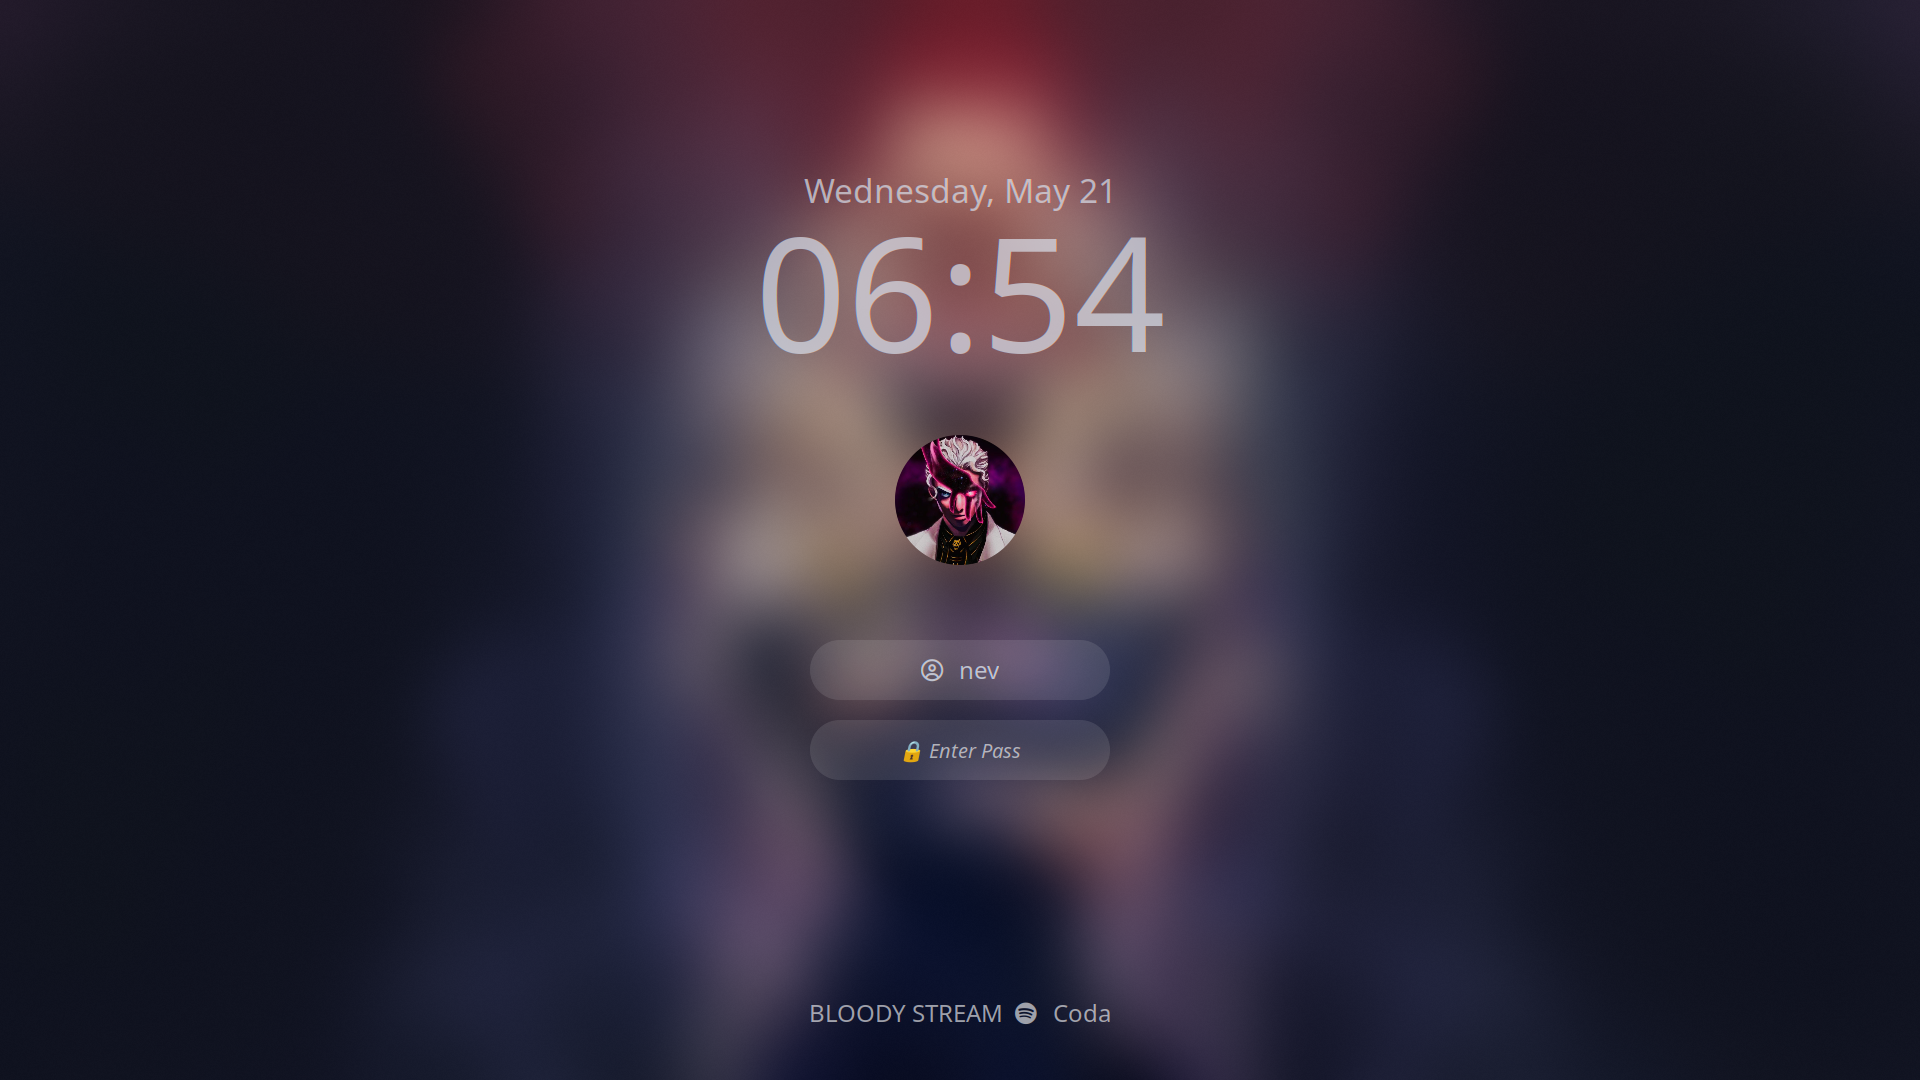 Wednesday, May 21
06:54
nev
🔒 Enter Pass
BLOODY STREAM Coda